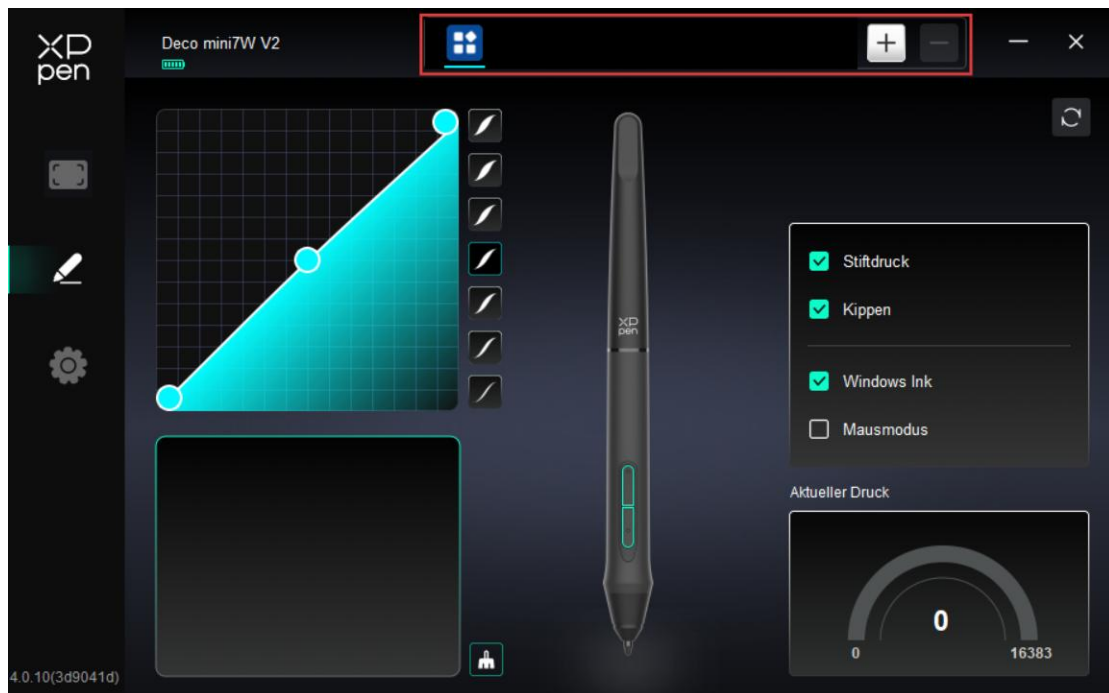 XP
pen
Deco mini7W V2
XP
pen
Stiftdruck
Kippen
Windows Ink
Mausmodus
Aktueller Druck
0
0
16383
4.0.10(3d9041d)